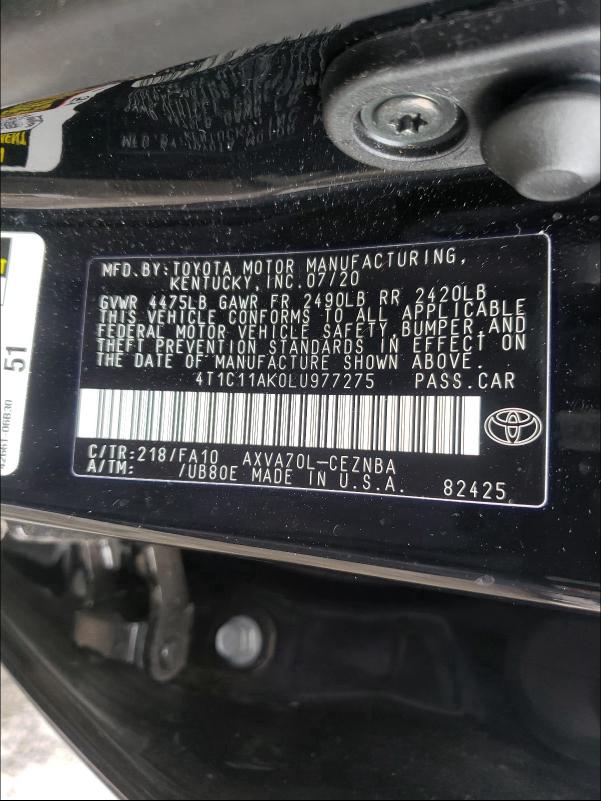 51
42661-06B30
MFD.BY:TOYOTA MOTOR MANUFACTURING,
KENTUCKY,INC.07/20
GVWR 4475LB GAWR FR 2490LB RR 2420LB
THIS VEHICLE CONFORMS TO ALL APPLICABLE
FEDERAL MOTOR VEHICLE SAFETY,BUMPER,AND
THEFT PREVENTION STANDARDS IN EFFECT ON
THE DATE OF MANUFACTURE SHOWN ABOVE.
4T1C11AK0LU977275 PASS.CAR
C/TR:218/FA10 AXVA70L-CEZNBA
A/TM: /UB80E MADE IN U.S.A. 82425